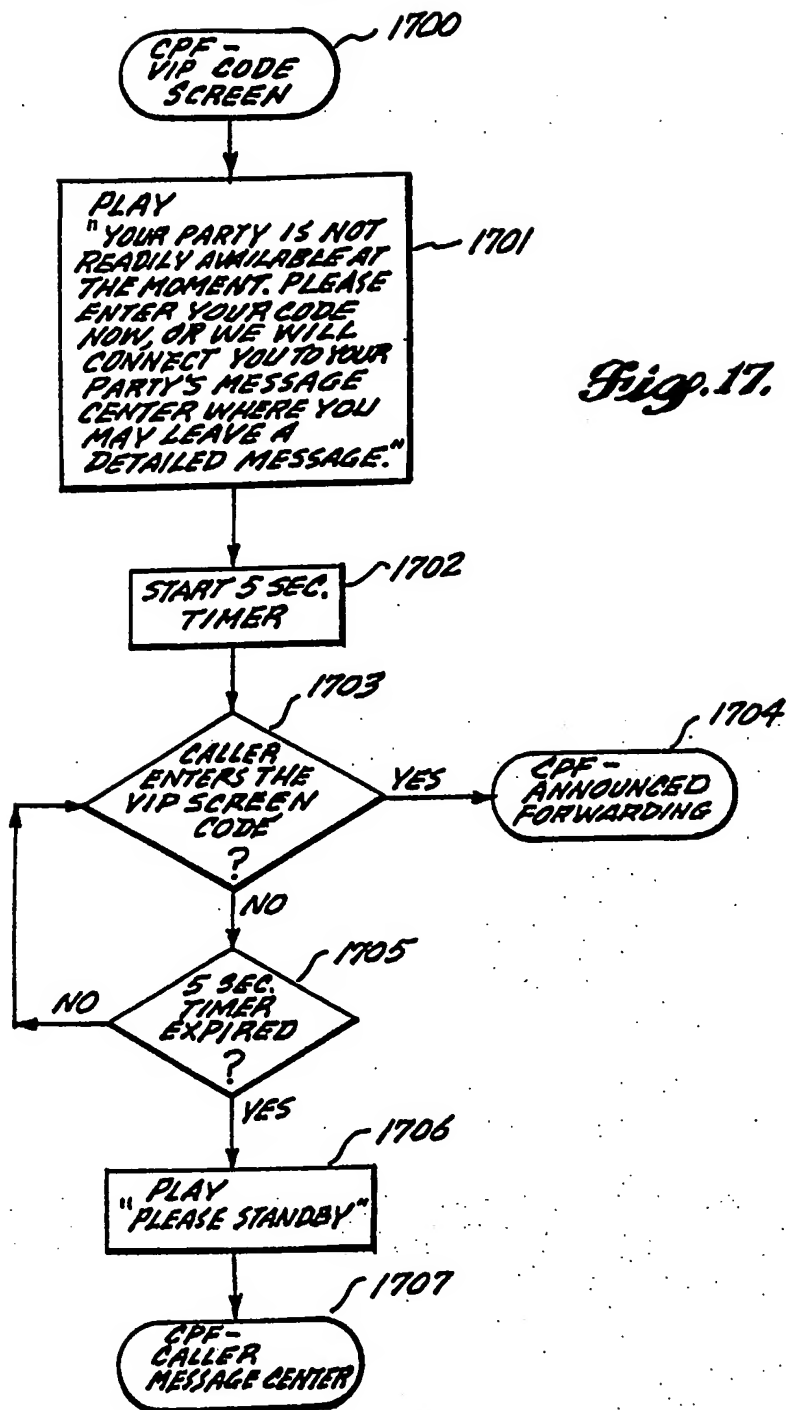 1700
CPF-
VIP CODE
SCREEN
PLAY
"YOUR PARTY IS NOT
READILY AVAILABLE AT
THE MOMENT. PLEASE
ENTER YOUR CODE
NOW, OR WE WILL
CONNECT YOU TO YOUR
PARTY'S MESSAGE
CENTER WHERE YOU
MAY LEAVE A
DETAILED MESSAGE."
1701
Fig. 17.
START 5 SEC.
TIMER
1702
1703
CALLER
ENTERS THE
VIP SCREEN
CODE
?
YES
1704
CPF-
ANNOUNCED
FORWARDING
NO
1705
5 SEC.
TIMER
EXPIRED
?
NO
YES
1706
"PLAY
"PLEASE STANDBY"
1707
CPF-
CALLER
MESSAGE CENTER